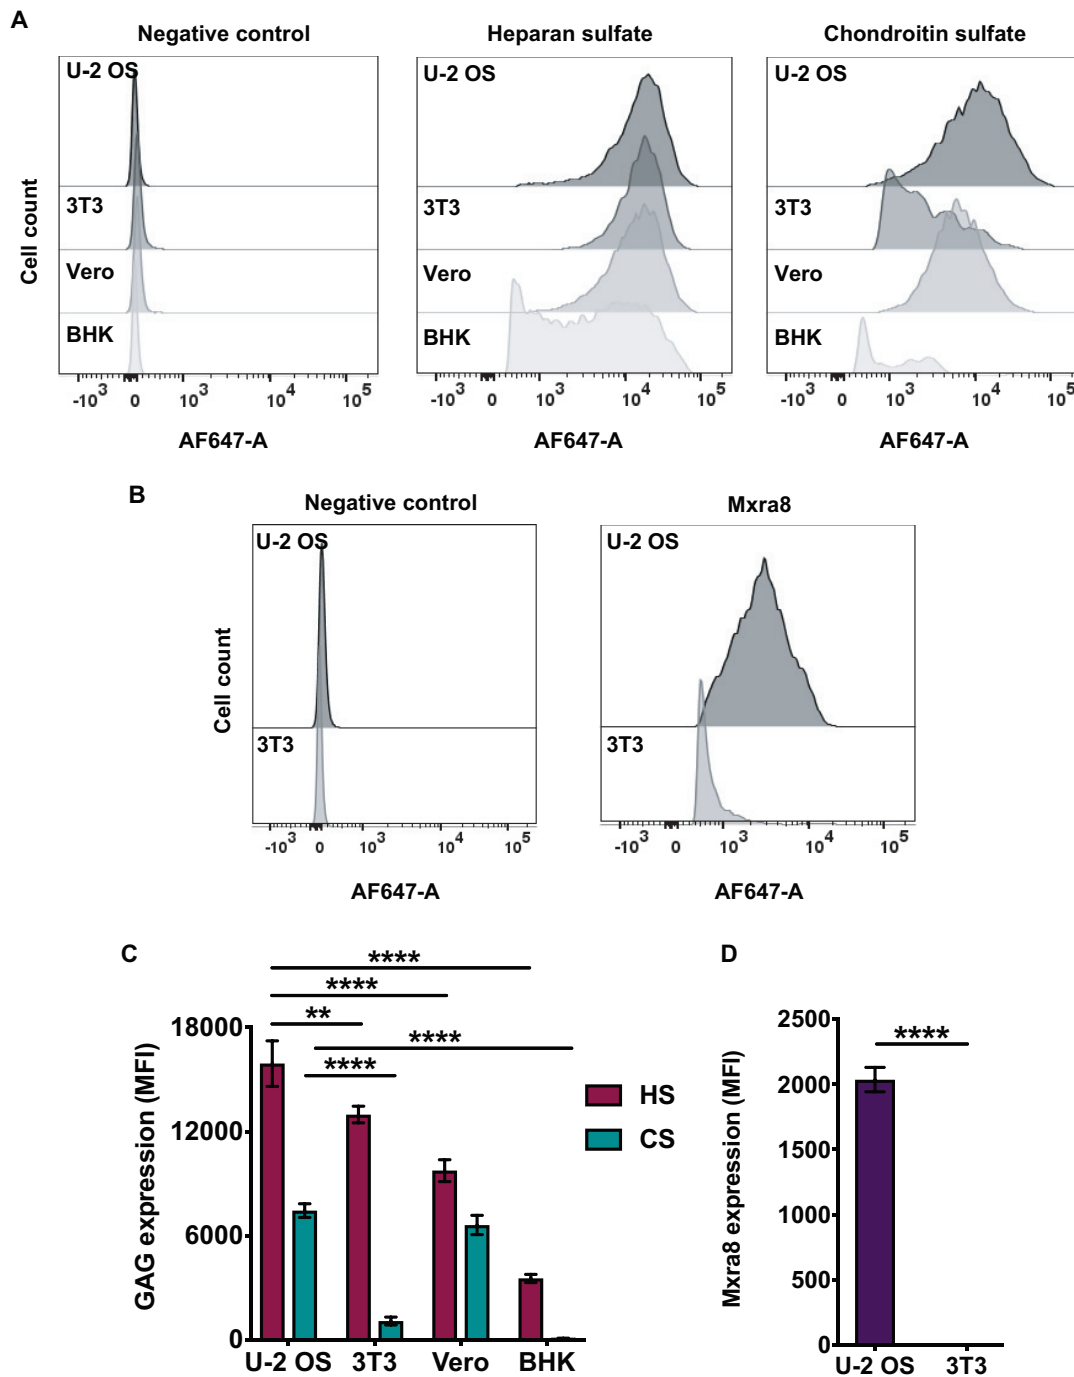 A
Negative control
Heparan sulfate
Chondroitin sulfate
Cell count
U-2 OS
3T3
Vero
BHK
U-2 OS
3T3
Vero
BHK
U-2 OS
3T3
Vero
BHK
-10³ 0 10³ 10⁴ 10⁵
-10³ 0 10³ 10⁴ 10⁵
-10³ 0 10³ 10⁴ 10⁵
AF647-A
AF647-A
AF647-A
B
Negative control
Mxra8
Cell count
U-2 OS
3T3
U-2 OS
3T3
-10³ 0 10³ 10⁴ 10⁵
-10³ 0 10³ 10⁴ 10⁵
AF647-A
AF647-A
C
****
****
**
****
****
GAG expression (MFI)
18000
12000
6000
0
U-2 OS 3T3 Vero BHK
HS
CS
D
****
Mxra8 expression (MFI)
2500
2000
1500
1000
500
0
U-2 OS 3T3